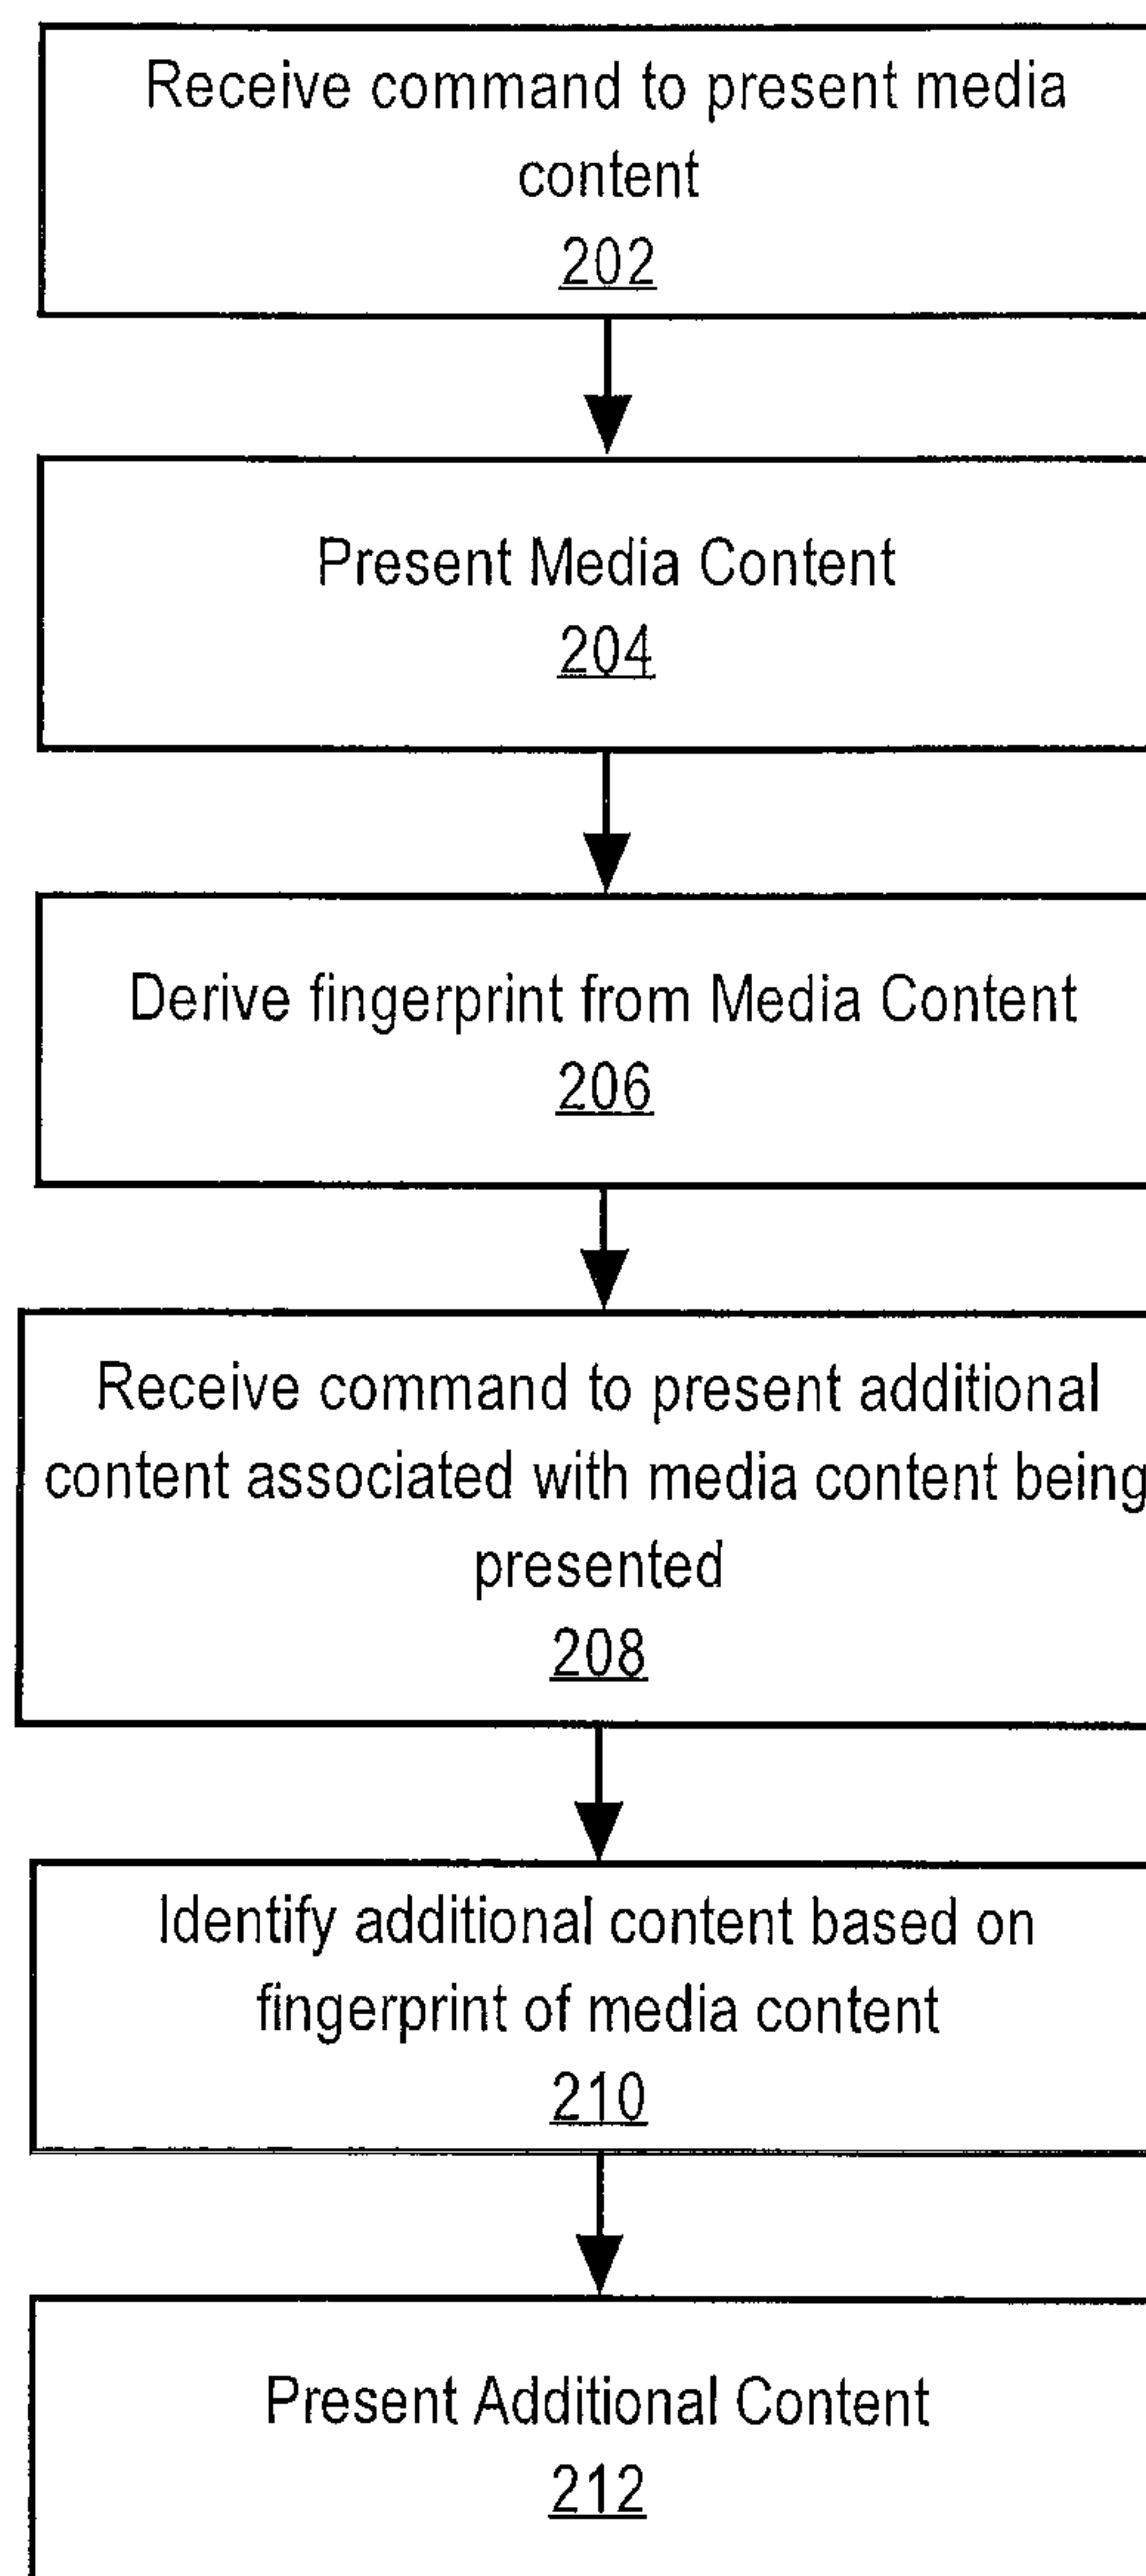 Receive command to present media
content
202
Present Media Content
204
Derive fingerprint from Media Content
206
Receive command to present additional
content associated with media content being
presented
208
Identify additional content based on
fingerprint of media content
210
Present Additional Content
212